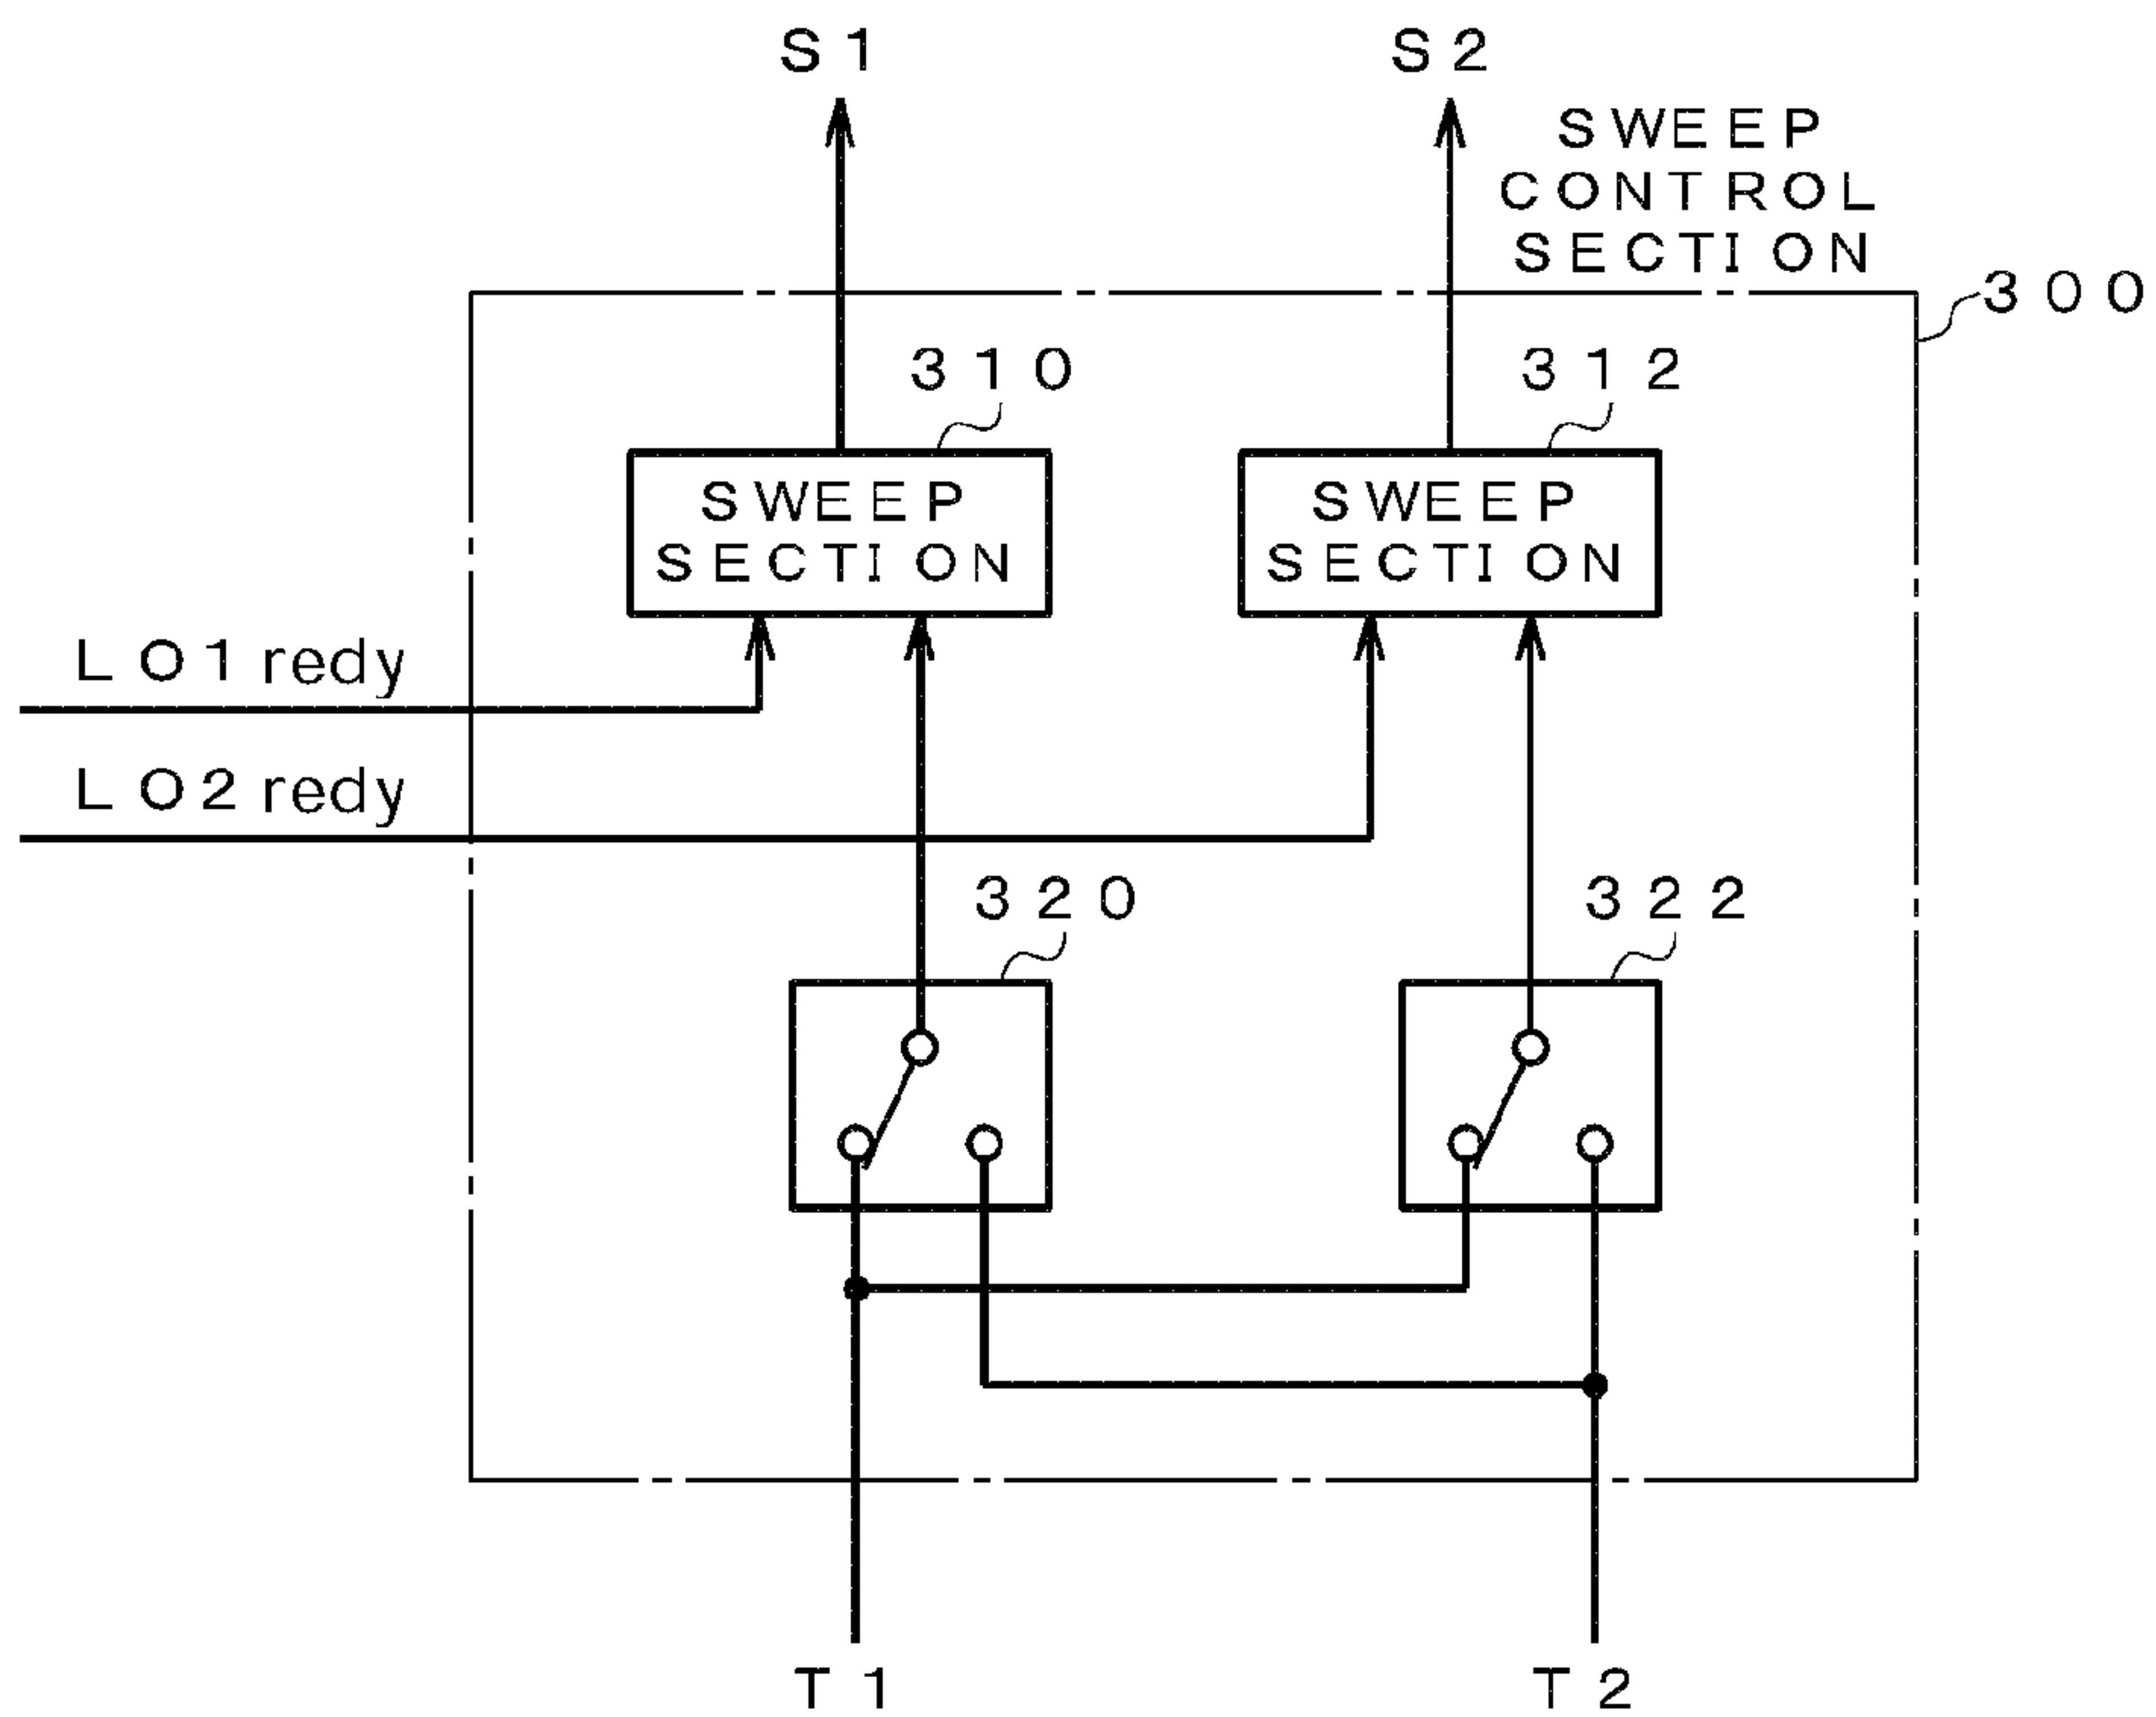 S1
S2
SWEEP
CONTROL
SECTION
300
310
312
SWEEP
SECTION
SWEEP
SECTION
LO1 redy
LO2 redy
320
322
T1
T2